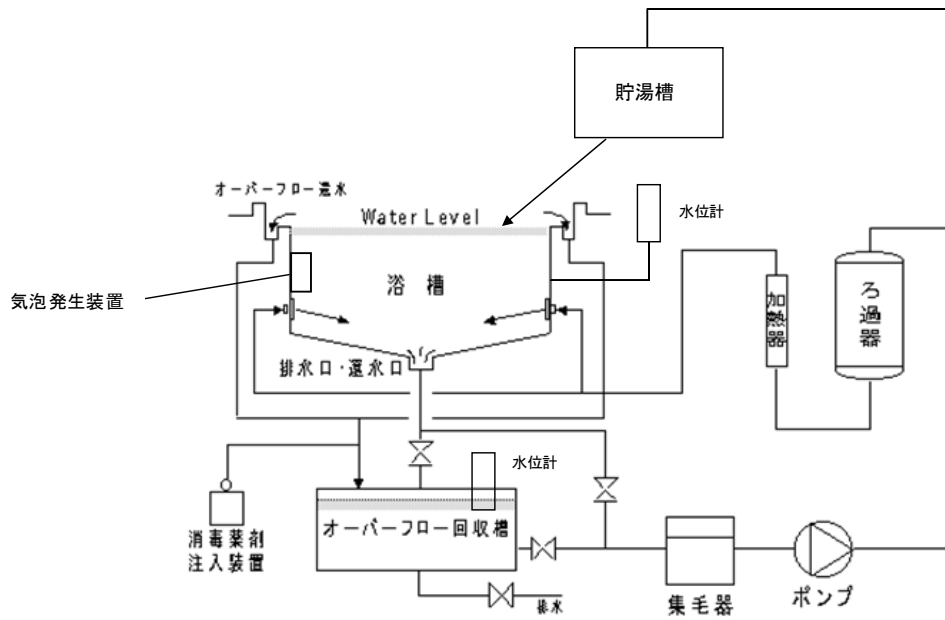 貯湯槽
オーバーフロー還水
Water Level
水位計
気泡発生装置
浴槽
加熱器
ろ過器
排水口・還水口
水位計
オーバーフロー回収槽
消毒薬剤
注入装置
排水
集毛器
ポンプ